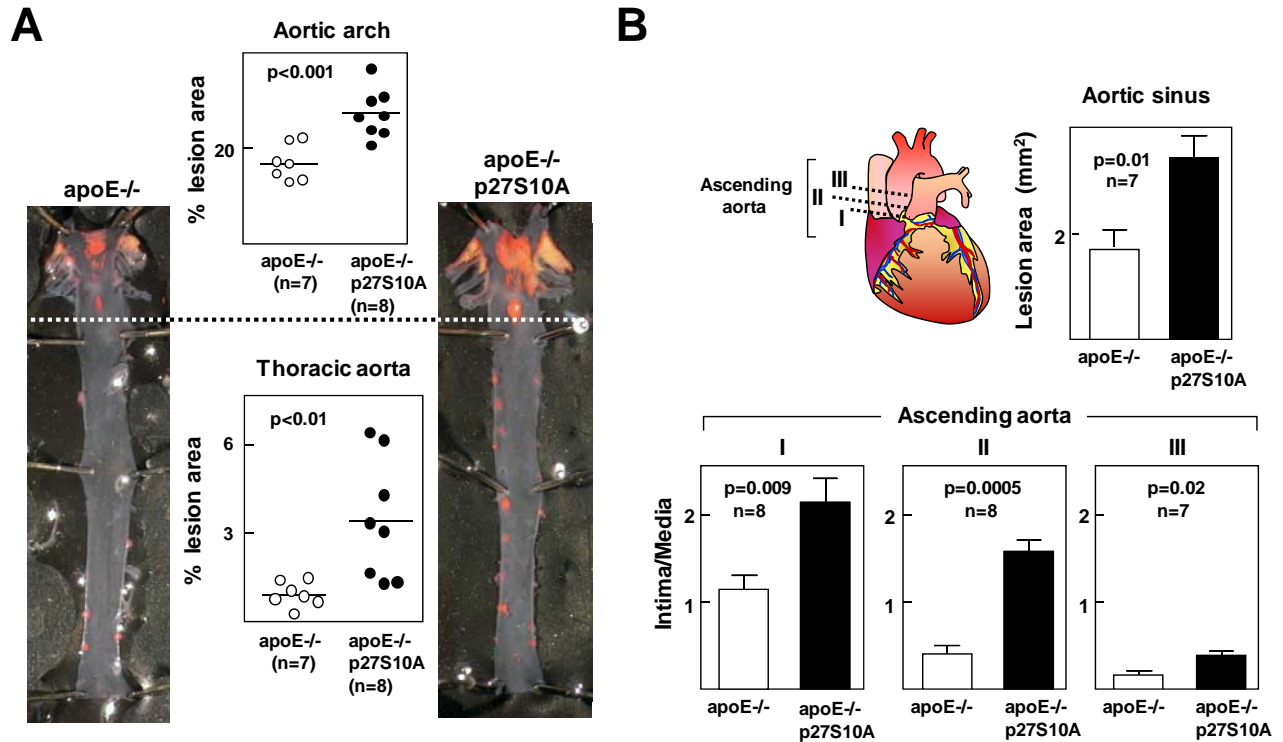 A
Aortic arch
% lesion area
p<0.001
20
apoE-/-
(n=7)
apoE-/-
p27S10A
(n=8)
apoE-/-
apoE-/-
p27S10A
Thoracic aorta
% lesion area
p<0.01
6
3
apoE-/-
(n=7)
apoE-/-
p27S10A
(n=8)
B
Ascending
aorta
III
II
I
Aortic sinus
Lesion area (mm²)
p=0.01
n=7
2
apoE-/-
apoE-/-
p27S10A
Ascending aorta
I
II
III
Intima/Media
p=0.009
n=8
2
1
apoE-/-
apoE-/-
p27S10A
p=0.0005
n=8
2
1
apoE-/-
apoE-/-
p27S10A
p=0.02
n=7
2
1
apoE-/-
apoE-/-
p27S10A